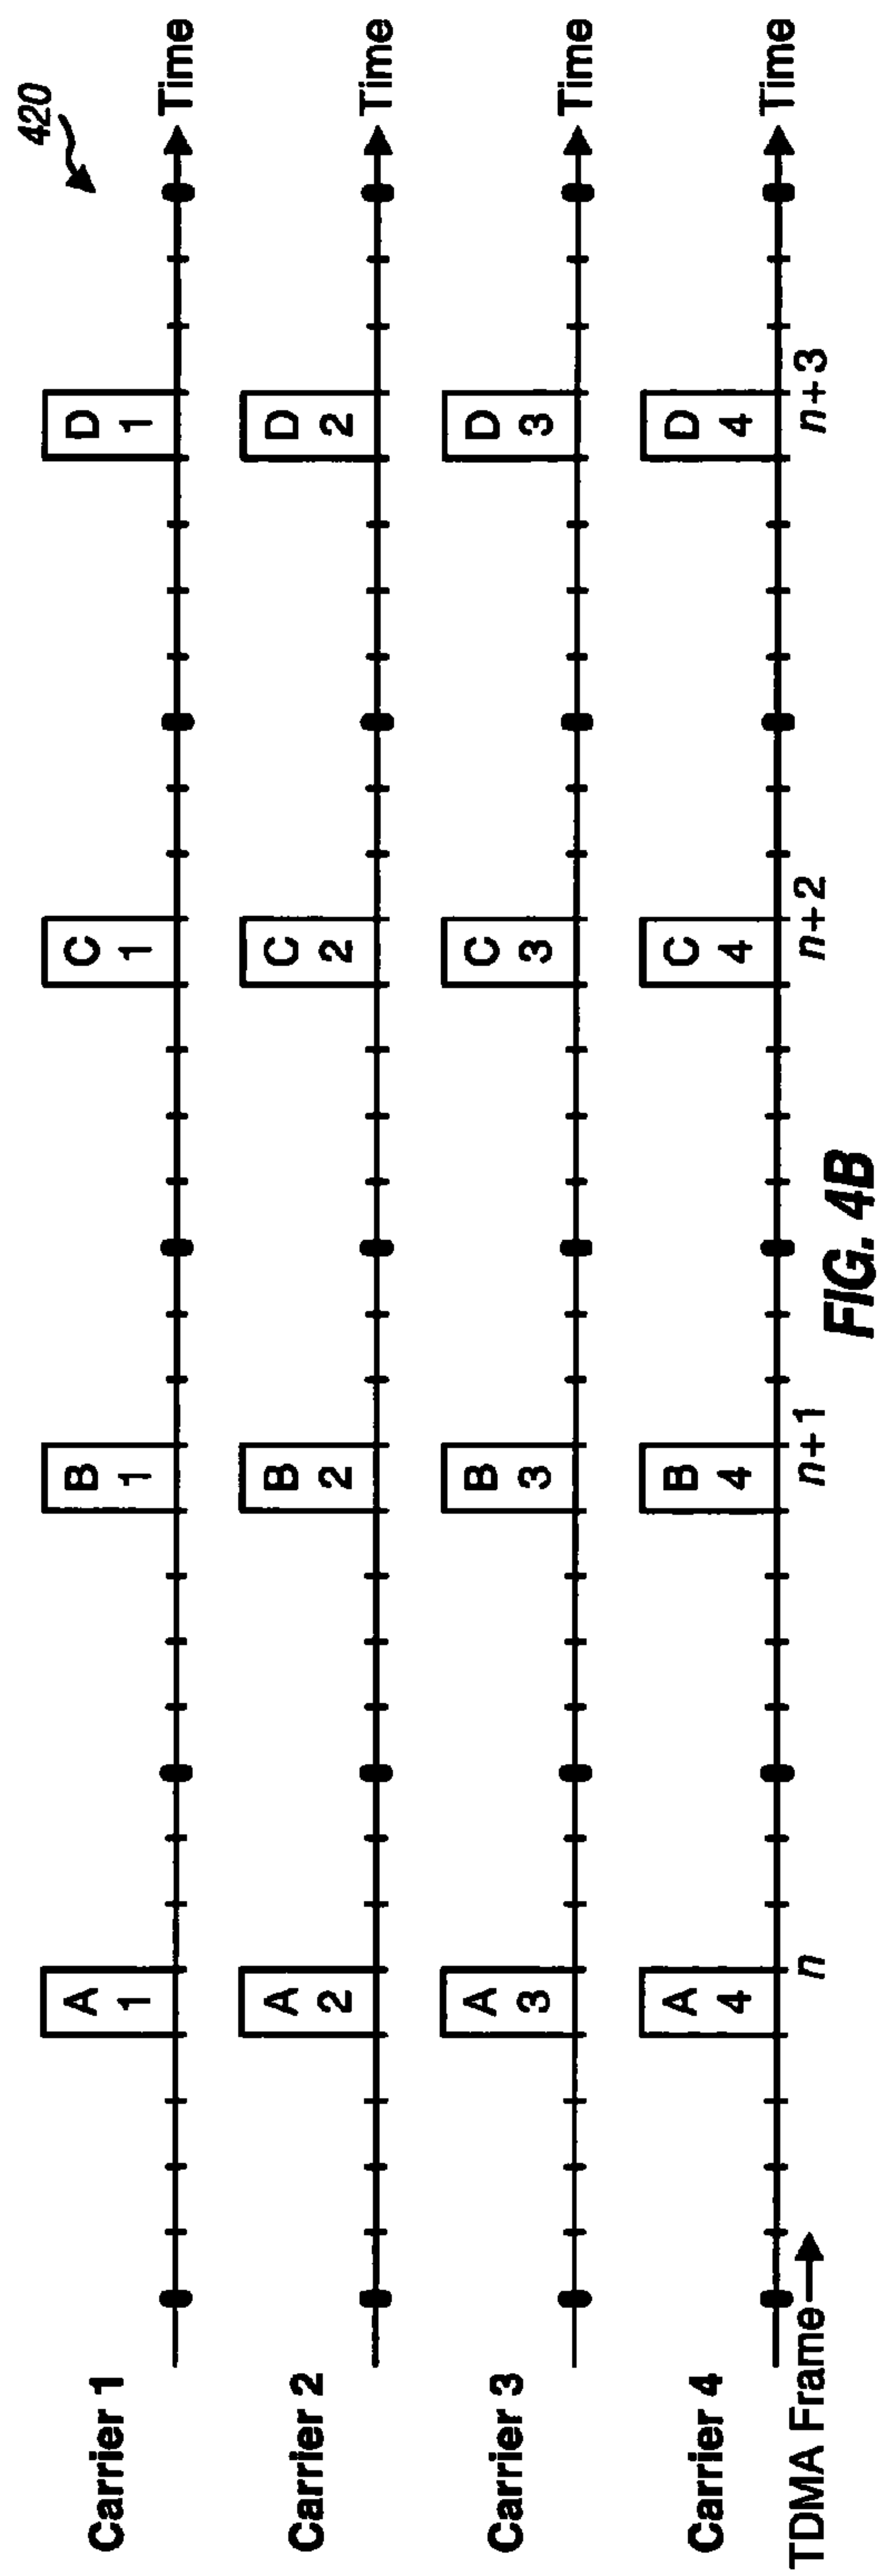 420
Carrier 1
A B C D
1 1 1 1
Time
Carrier 2
A B C D
2 2 2 2
Time
Carrier 3
A B C D
3 3 3 3
Time
Carrier 4
A B C D
4 4 4 4
Time
TDMA Frame n n+1 n+2 n+3
FIG. 4B